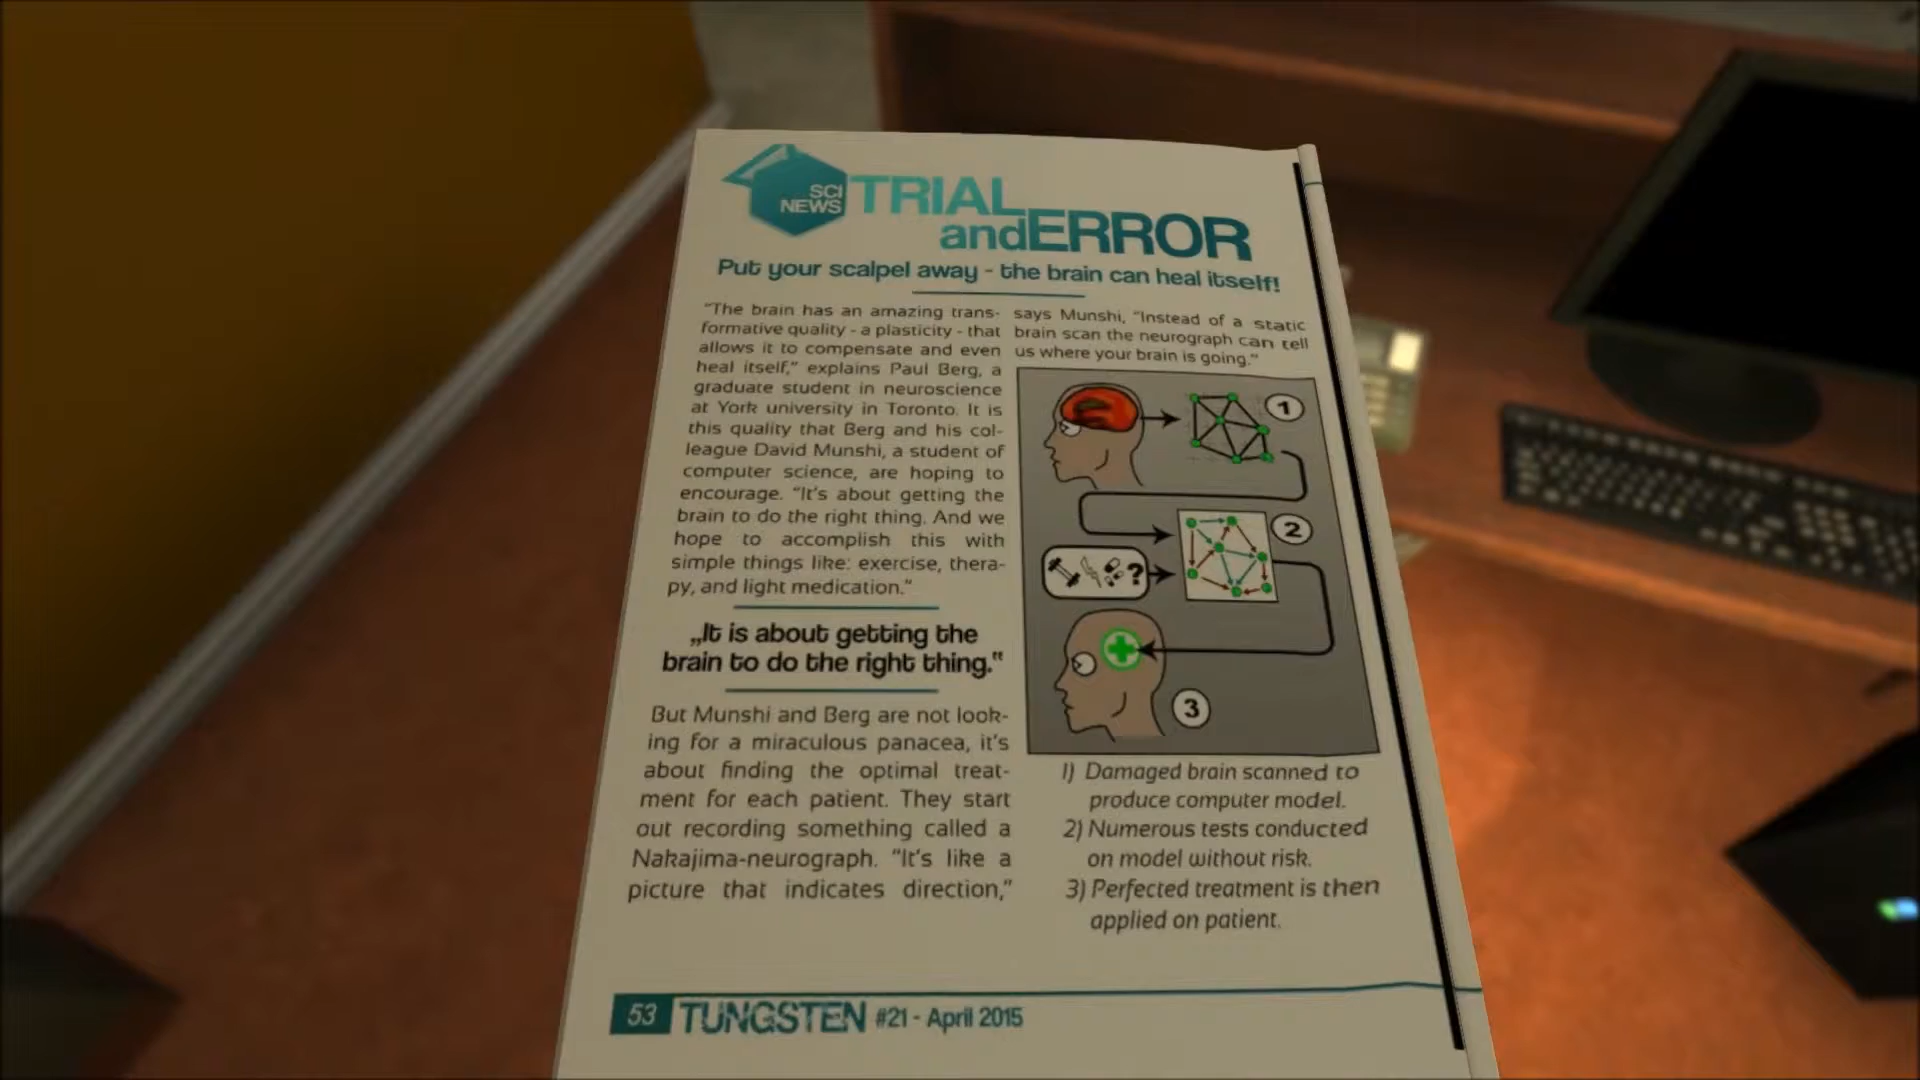 SCI
NEWS
TRIAL
andERROR
Put your scalpel away - the brain can heal itself!
"The brain has an amazing trans-
formative quality - a plasticity - that
allows it to compensate and even
heal itself," explains Paul Berg, a
graduate student in neuroscience
at York university in Toronto. It is
this quality that Berg and his col-
league David Munshi, a student of
computer science, are hoping to
encourage. "It's about getting the
brain to do the right thing. And we
hope to accomplish this with
simple things like: exercise, thera-
py, and light medication."
„It is about getting the
brain to do the right thing."
But Munshi and Berg are not look-
ing for a miraculous panacea, it's
about finding the optimal treat-
ment for each patient. They start
out recording something called a
Nakajima-neurograph. "It's like a
picture that indicates direction,"
says Munshi, "Instead of a static
brain scan the neurograph can tell
us where your brain is going."
1
2
?
3
1) Damaged brain scanned to
produce computer model.
2) Numerous tests conducted
on model without risk.
3) Perfected treatment is then
applied on patient.
53 TUNGSTEN #21 - April 2015